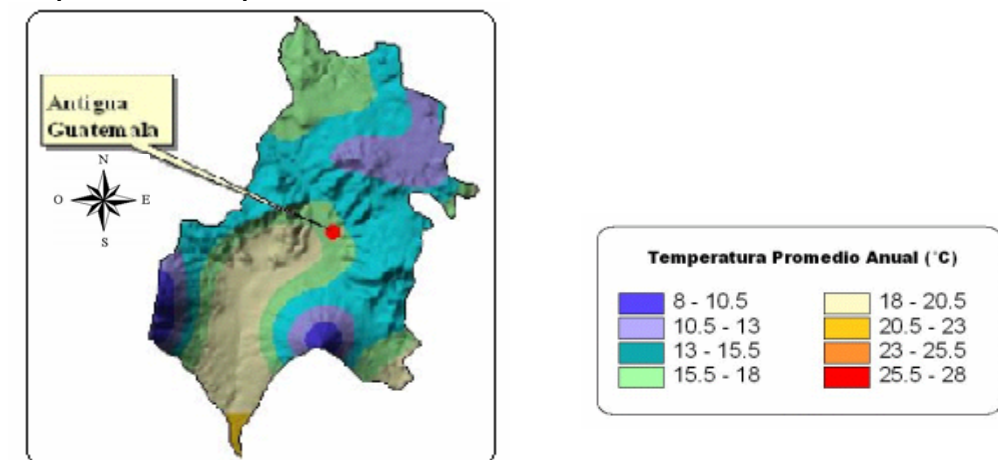 Antigua
Guatemala
N
O E
S
Temperatura Promedio Anual (°C)
8 - 10.5
10.5 - 13
13 - 15.5
15.5 - 18
18 - 20.5
20.5 - 23
23 - 25.5
25.5 - 28